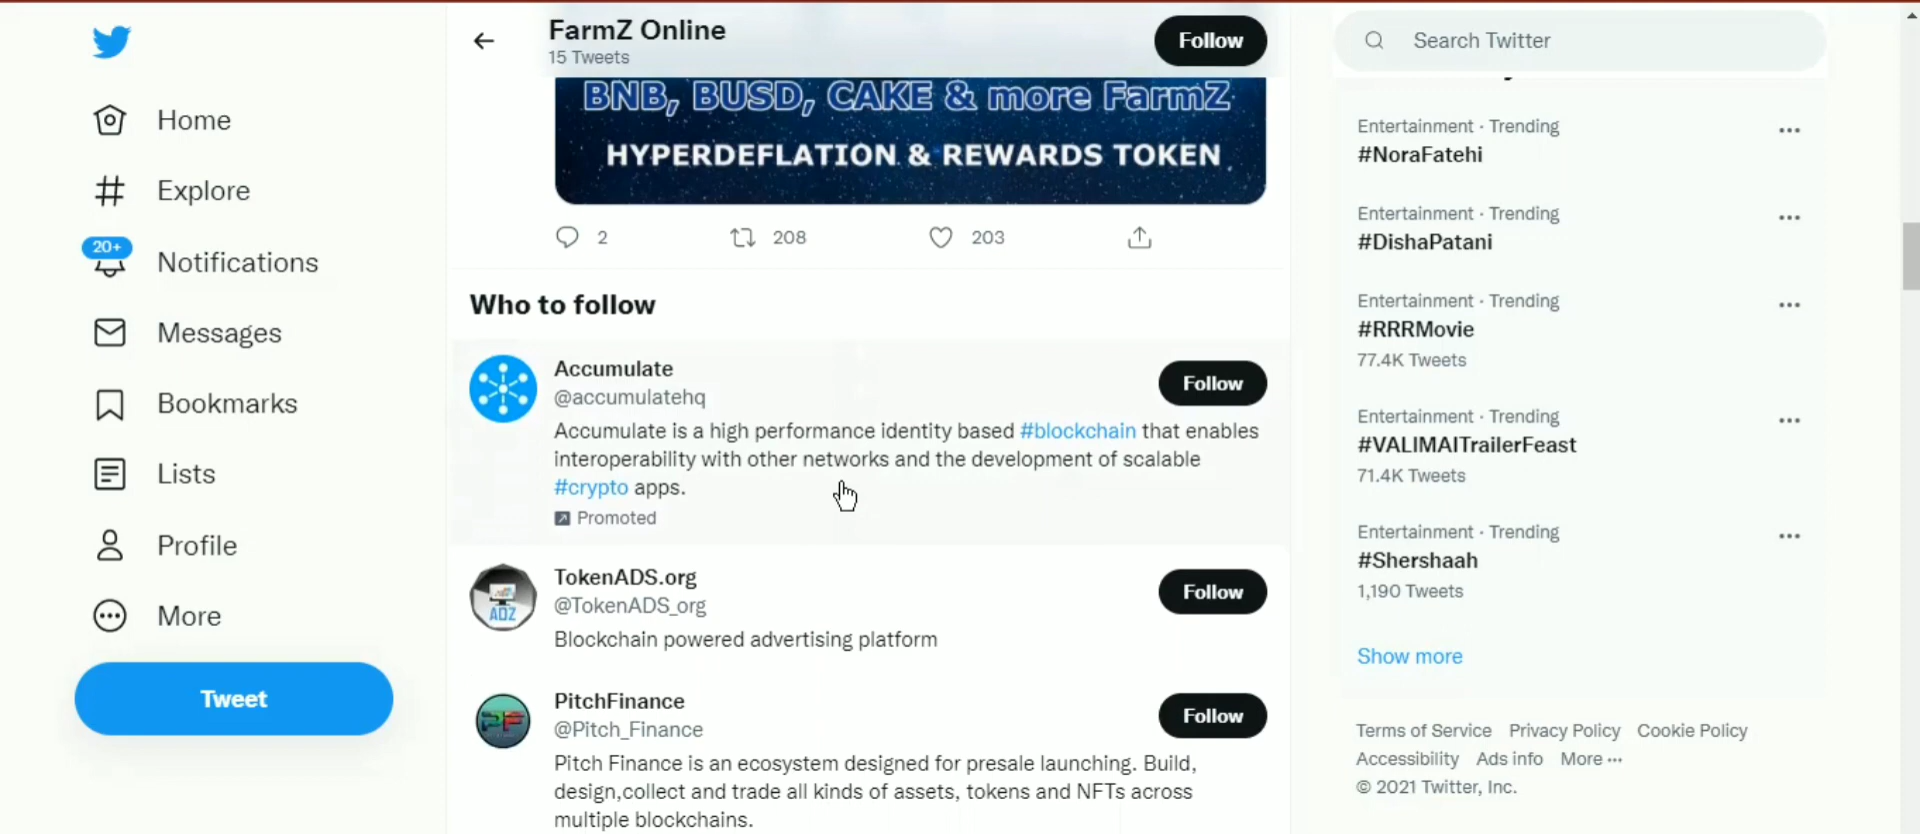 Home
Explore
20+
Notifications
Messages
Bookmarks
Lists
Profile
More
Tweet
FarmZ Online
15 Tweets
Follow
BNB, BUSD, CAKE & more FarmZ
HYPERDEFLATION & REWARDS TOKEN
2 208 203
Who to follow
Accumulate
@accumulatehq
Follow
Accumulate is a high performance identity based #blockchain that enables
interoperability with other networks and the development of scalable
#crypto apps.
Promoted
TokenADS.org
@TokenADS_org
Follow
Blockchain powered advertising platform
ADZ
PitchFinance
@Pitch_Finance
Follow
PF
Pitch Finance is an ecosystem designed for presale launching. Build,
design,collect and trade all kinds of assets, tokens and NFTs across
multiple blockchains.
Search Twitter
Entertainment · Trending
#NoraFatehi
Entertainment · Trending
#DishaPatani
Entertainment · Trending
#RRRMovie
77.4K Tweets
Entertainment · Trending
#VALIMAITrailerFeast
71.4K Tweets
Entertainment · Trending
#Shershaah
1,190 Tweets
Show more
Terms of Service Privacy Policy Cookie Policy
Accessibility Ads info More ···
© 2021 Twitter, Inc.